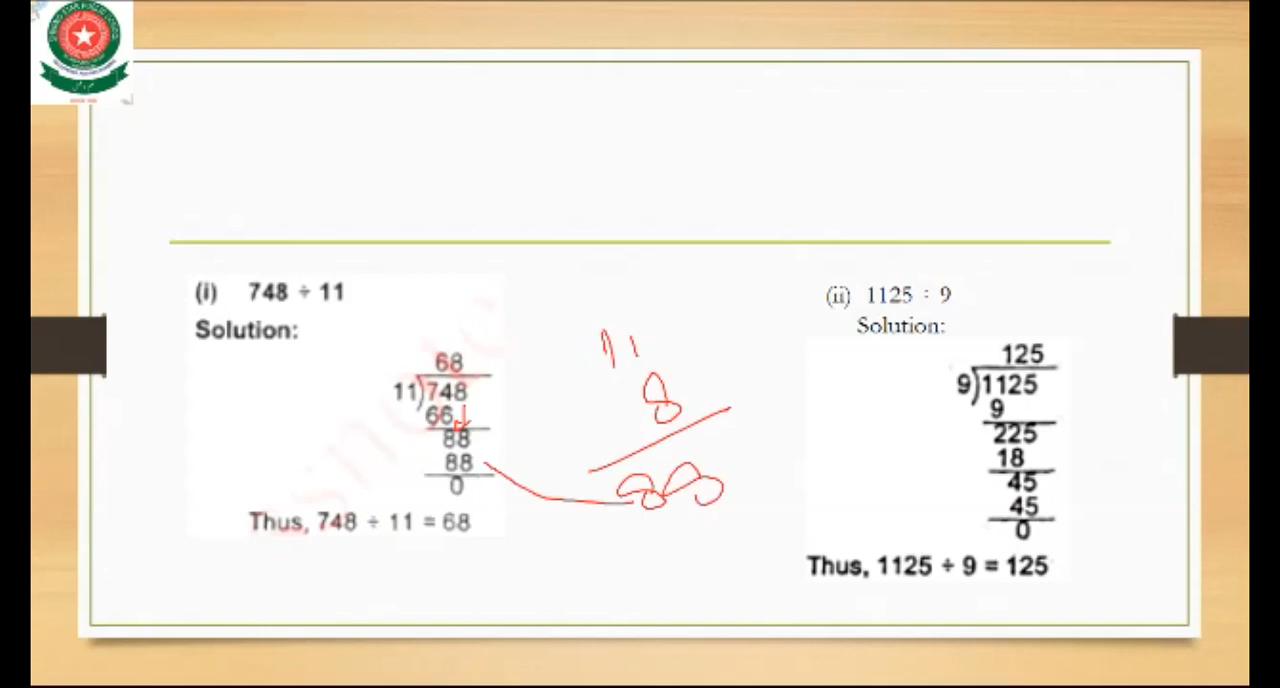 (i) 748 ÷ 11
Solution:
68
11)748
66
88
88
0
Thus, 748 ÷ 11 = 68
11
8
88
(ii) 1125 ÷ 9
Solution:
125
9)1125
9
225
18
45
45
0
Thus, 1125 ÷ 9 = 125